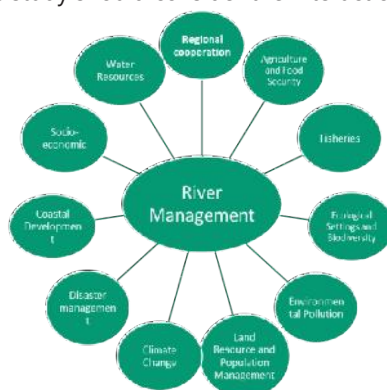 Regional
cooperation
Agriculture
and Food
Security
Fisheries
Ecological
Settings and
Biodiversity
Environmen
tal Pollution
Land
Resource and
Population
Management
Climate
Change
Disaster
managemen
t
Coastal
Developmen
t
Socio-
economic
Water
Resources
River
Management